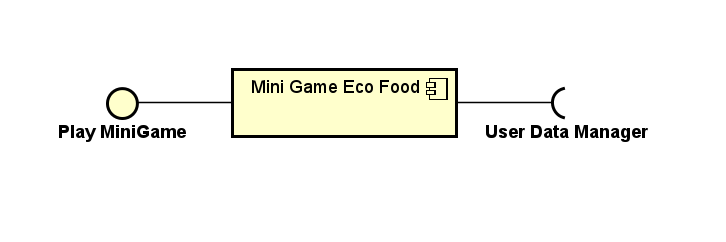 Mini Game Eco Food
Play MiniGame
User Data Manager